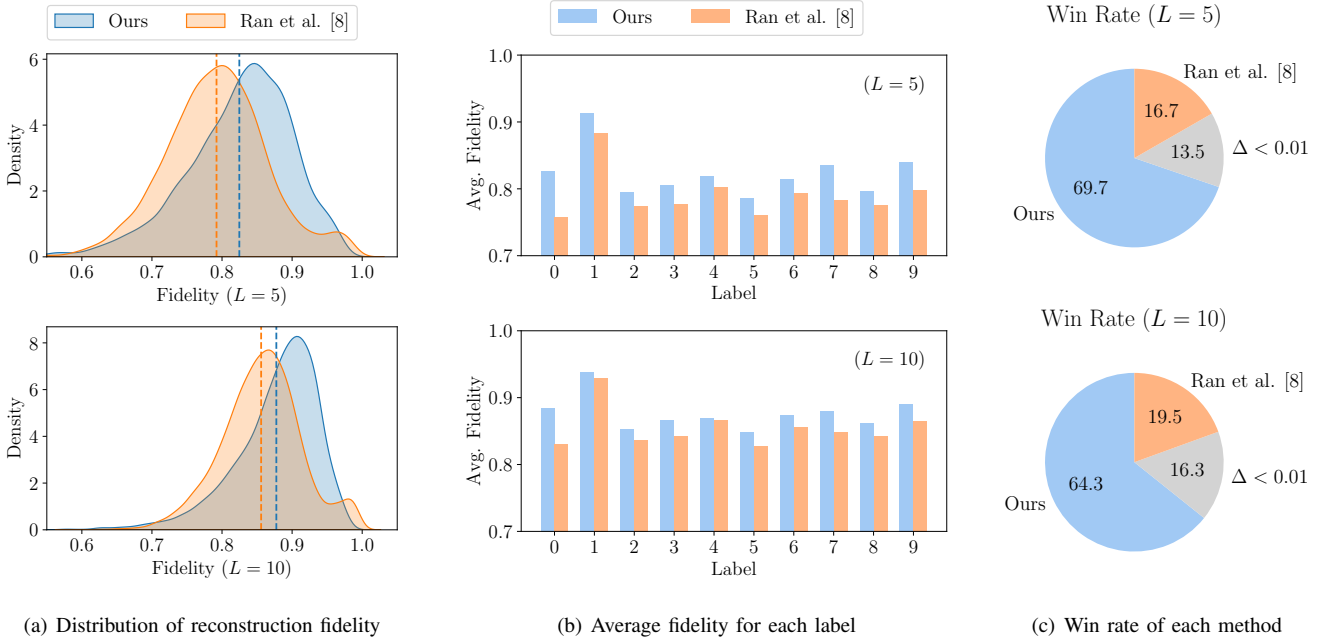 Ours
Ran et al. [8]
6
4
2
0
Density
0.6 0.7 0.8 0.9 1.0
Fidelity (L = 5)
8
6
4
2
0
Density
0.6 0.7 0.8 0.9 1.0
Fidelity (L = 10)
(a) Distribution of reconstruction fidelity
Ours
Ran et al. [8]
1.0
0.9
0.8
0.7
Avg. Fidelity
(L = 5)
0 1 2 3 4 5 6 7 8 9
Label
1.0
0.9
0.8
0.7
Avg. Fidelity
(L = 10)
0 1 2 3 4 5 6 7 8 9
Label
(b) Average fidelity for each label
Win Rate (L = 5)
Ran et al. [8]
16.7
13.5
Δ < 0.01
69.7
Ours
Win Rate (L = 10)
Ran et al. [8]
19.5
16.3
Δ < 0.01
64.3
Ours
(c) Win rate of each method